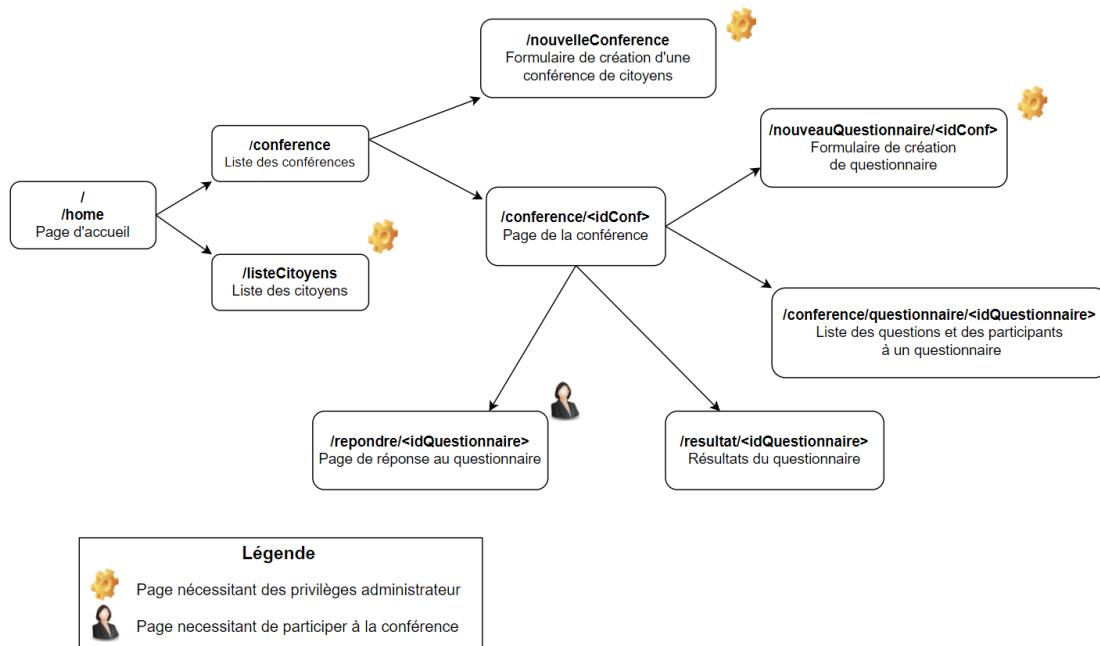 /nouvelleConference
Formulaire de création d'une
conférence de citoyens
/nouveauQuestionnaire/<idConf>
Formulaire de création
de questionnaire
/conference
Liste des conférences
/
/home
Page d'accueil
/conference/<idConf>
Page de la conférence
/listeCitoyens
Liste des citoyens
/conference/questionnaire/<idQuestionnaire>
Liste des questions et des participants
à un questionnaire
/repondre/<idQuestionnaire>
Page de réponse au questionnaire
/resultat/<idQuestionnaire>
Résultats du questionnaire
Légende
Page nécessitant des privilèges administrateur
Page necessitant de participer à la conférence